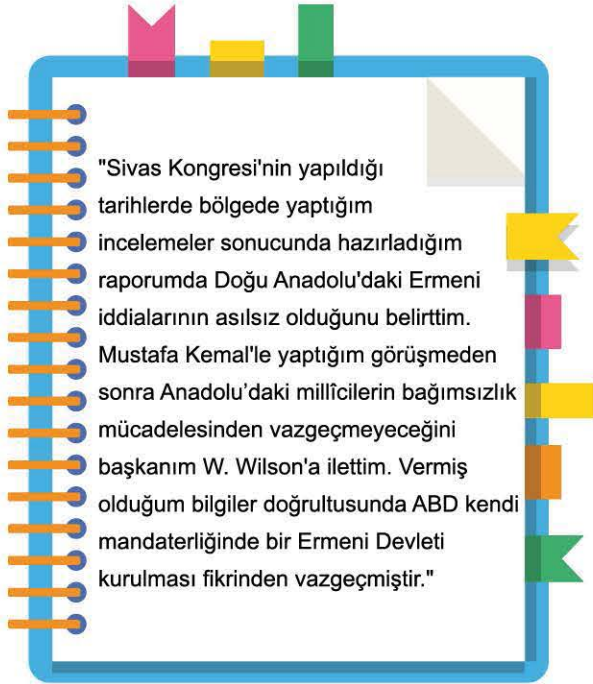 "Sivas Kongresi'nin yapıldığı
tarihlerde bölgede yaptığım
incelemeler sonucunda hazırladığım
raporumda Doğu Anadolu'daki Ermeni
iddialarının asılsız olduğunu belirttim.
Mustafa Kemal'le yaptığım görüşmeden
sonra Anadolu'daki millîcilerin bağımsızlık
mücadelesinden vazgeçmeyeceğini
başkanım W. Wilson'a ilettim. Vermiş
olduğum bilgiler doğrultusunda ABD kendi
mandaterliğinde bir Ermeni Devleti
kurulması fikrinden vazgeçmiştir."